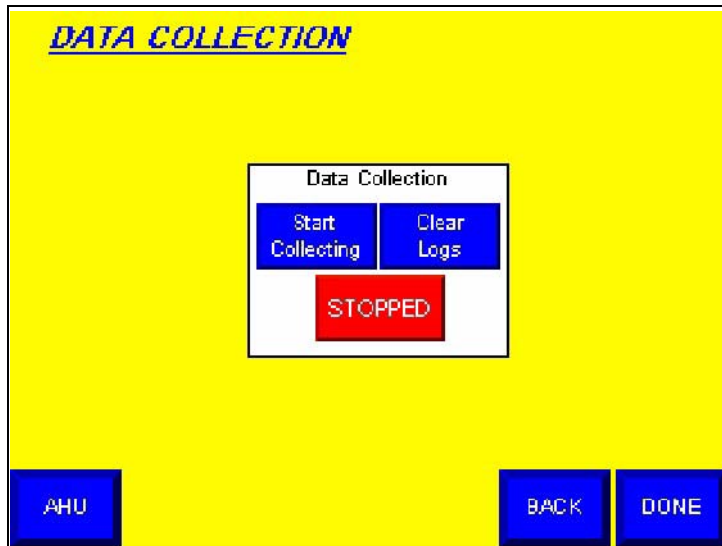 DATA COLLECTION
Data Collection
Start
Collecting
Clear
Logs
STOPPED
AHU
BACK
DONE